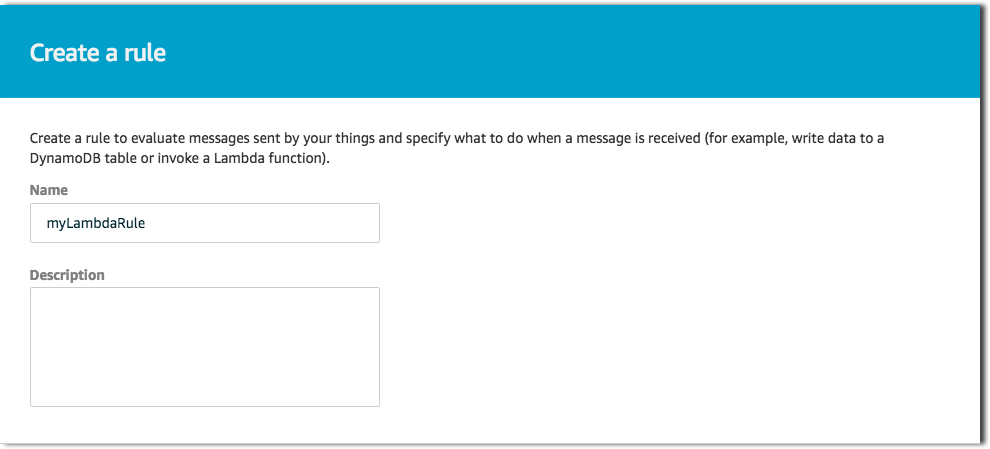 Create a rule
Create a rule to evaluate messages sent by your things and specify what to do when a message is received (for example, write data to a
DynamoDB table or invoke a Lambda function).
Name
myLambdaRule
Description